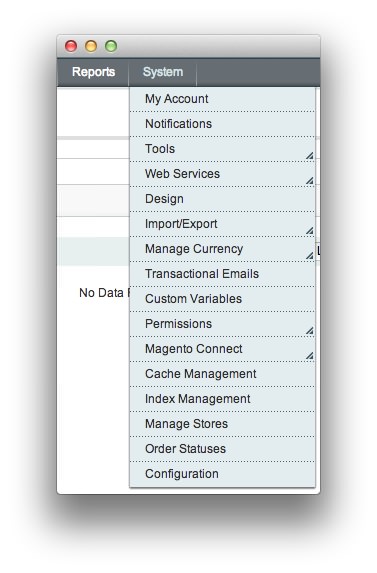 Reports System
My Account
Notifications
Tools
Web Services
Design
Import/Export
Manage Currency
Transactional Emails
No Data
Custom Variables
Permissions
Magento Connect
Cache Management
Index Management
Manage Stores
Order Statuses
Configuration